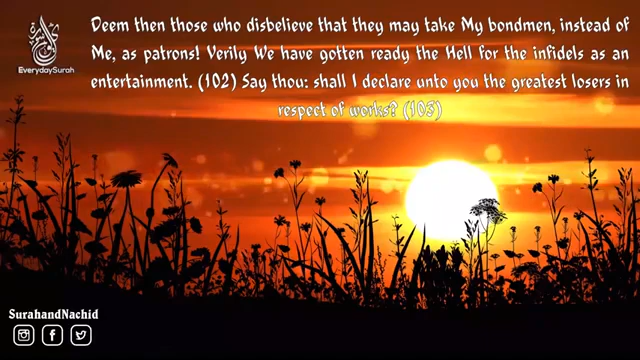 Deem then those who disbelieve that they may take My bondmen, instead of
Me, as patrons! Verily We have gotten ready the Hell for the infidels as an
entertainment. (102) Say thou: shall I declare unto you the greatest losers in
respect of works? (103)
EverydaySurah
SurahandNachid